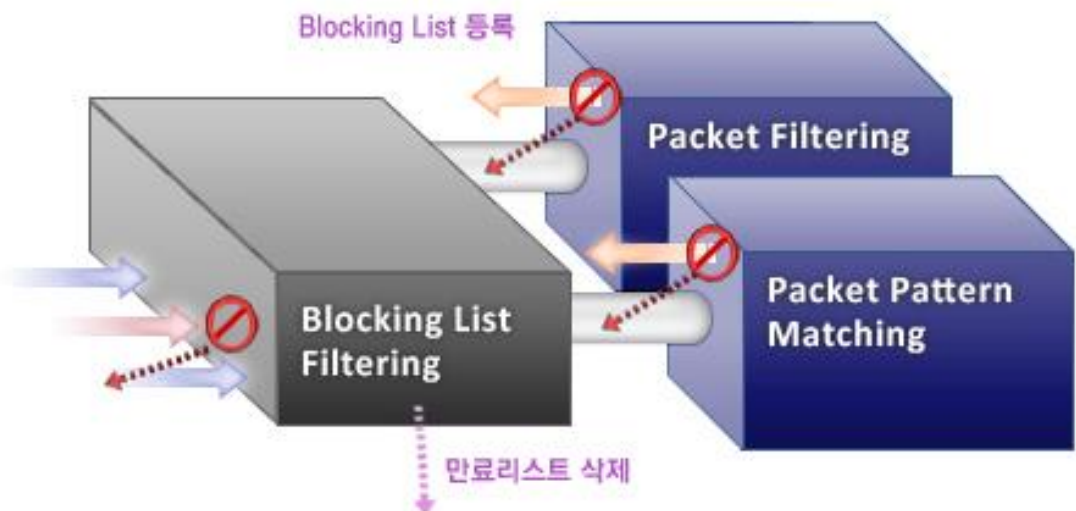 Blocking List 등록
Packet Filtering
Packet Pattern
Matching
Blocking List
Filtering
만료리스트 삭제